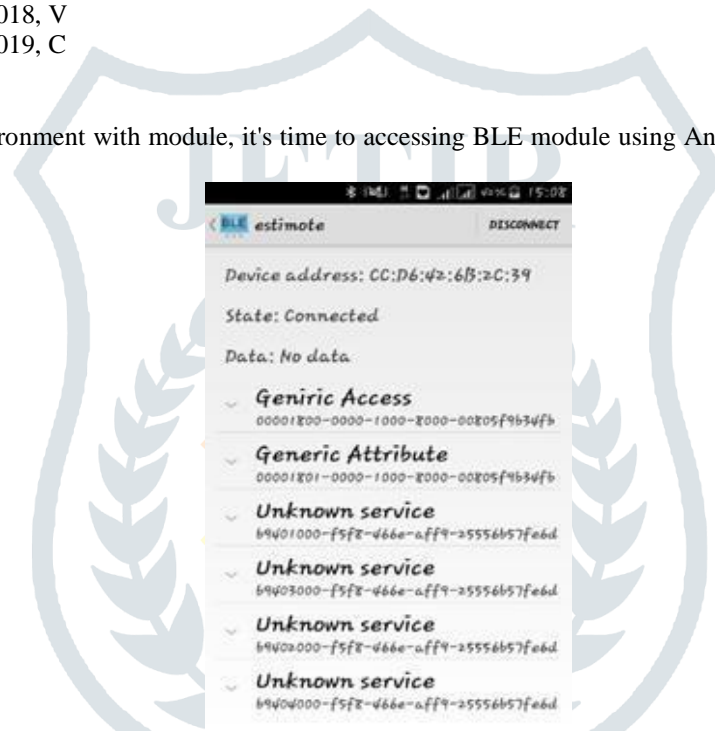 018, V
019, C
ironment with module, it's time to accessing BLE module using An
JETIR
15:08
BLE estimote DISCONNECT
Device address: CC:D6:42:6B:2C:39
State: Connected
Data: No data
Geniric Access
00001800-0000-1000-8000-00805f9b34fb
Generic Attribute
00001801-0000-1000-8000-00805f9b34fb
Unknown service
b9401000-f5f8-466e-aff9-25556b57fe6d
Unknown service
b9403000-f5f8-466e-aff9-25556b57fe6d
Unknown service
b9402000-f5f8-466e-aff9-25556b57fe6d
Unknown service
b9404000-f5f8-466e-aff9-25556b57fe6d